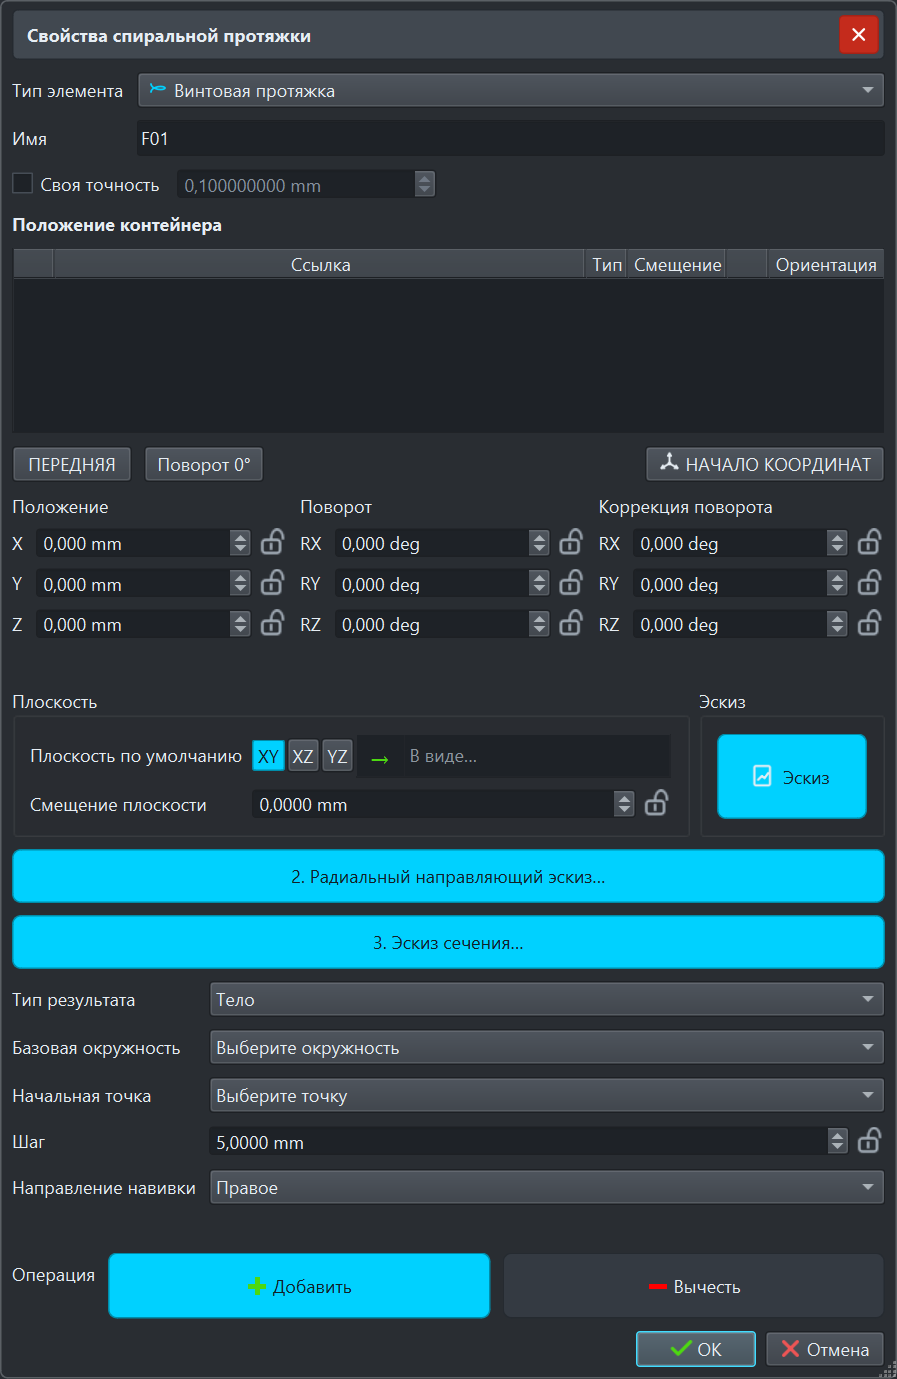 Свойства спиральной протяжки
Тип элемента Винтовая протяжка
Имя F01
Своя точность 0,100000000 mm
Положение контейнера
Ссылка Тип Смещение Ориентация
ПЕРЕДНЯЯ Поворот 0° НАЧАЛО КООРДИНАТ
Положение Поворот Коррекция поворота
X 0,000 mm RX 0,000 deg RX 0,000 deg
Y 0,000 mm RY 0,000 deg RY 0,000 deg
Z 0,000 mm RZ 0,000 deg RZ 0,000 deg
Плоскость Эскиз
Плоскость по умолчанию XY XZ YZ → В виде...
Эскиз
Смещение плоскости 0,0000 mm
2. Радиальный направляющий эскиз...
3. Эскиз сечения...
Тип результата Тело
Базовая окружность Выберите окружность
Начальная точка Выберите точку
Шаг 5,0000 mm
Направление навивки Правое
Операция Добавить Вычесть
OK Отмена